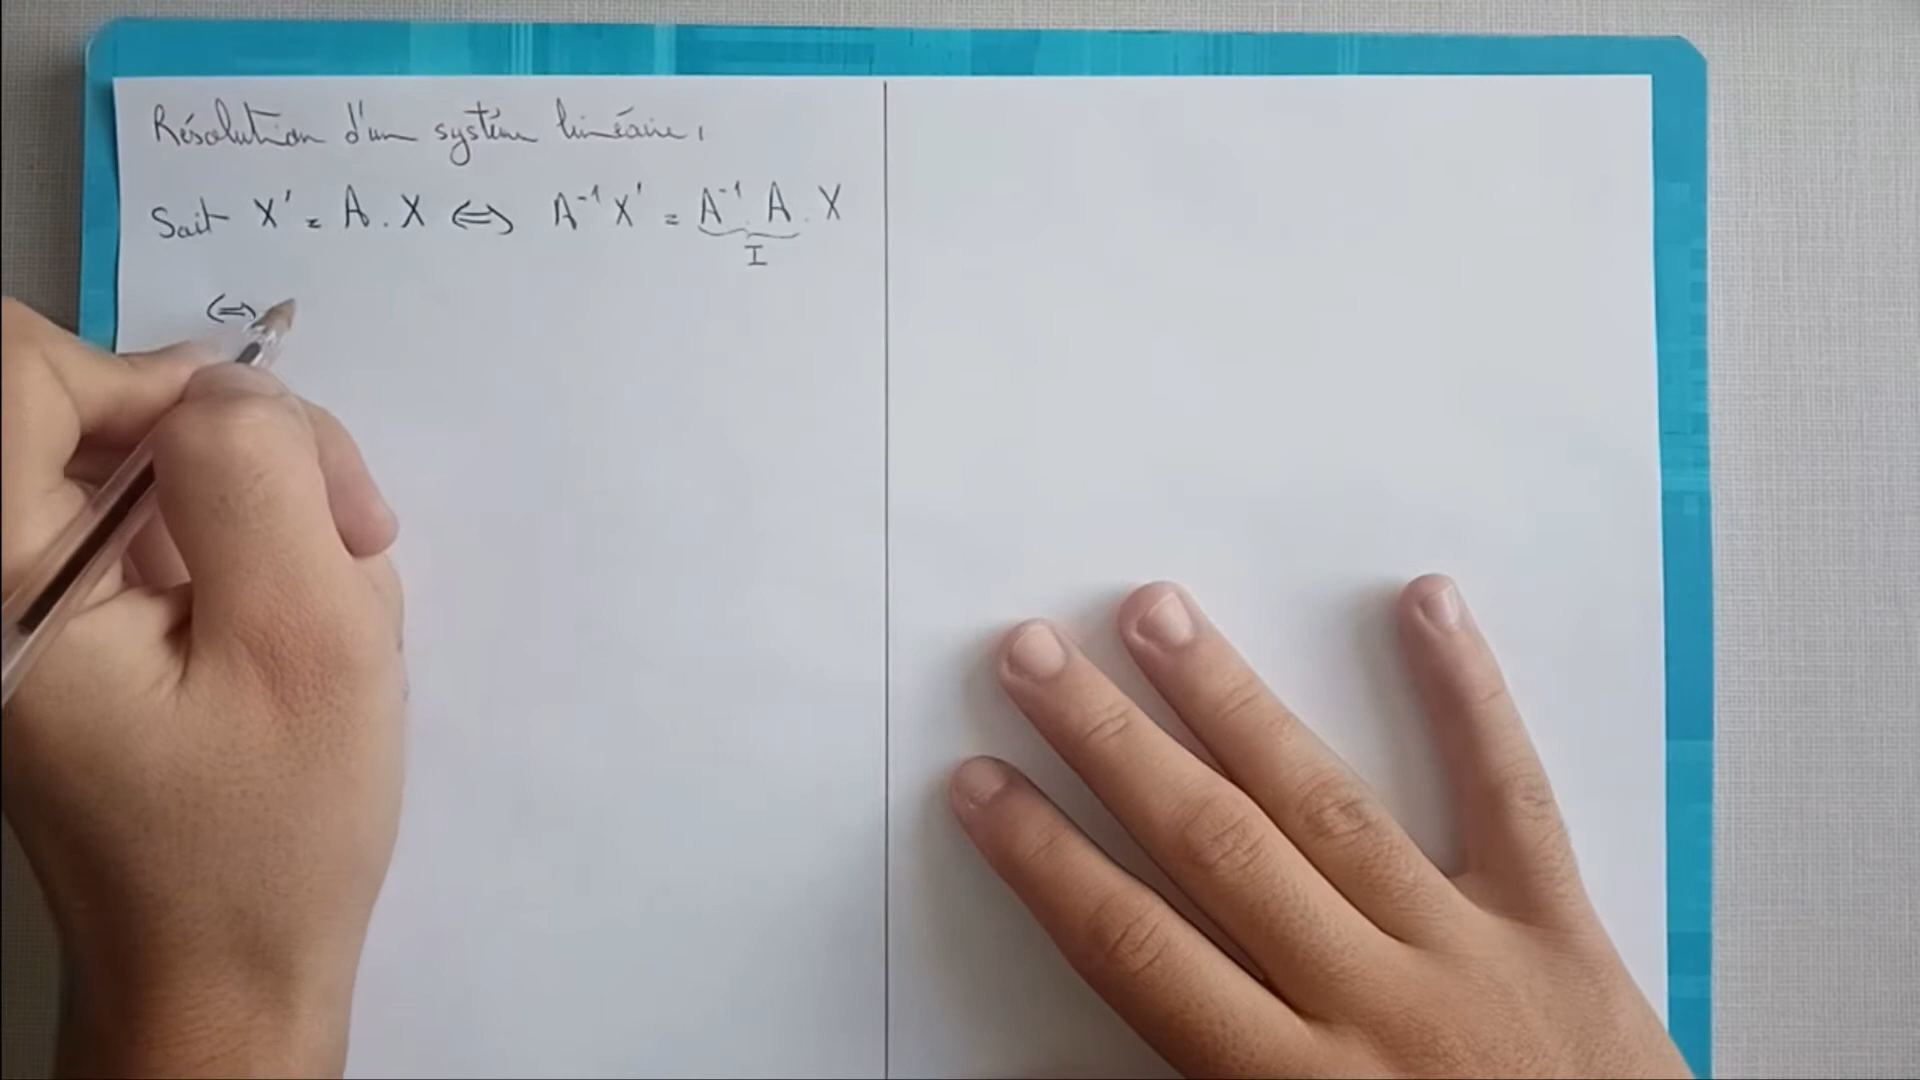 Résolution d'un système linéaire,
Soit X' = A . X ⟺ A⁻¹ X' = A⁻¹ . A . X
I
⟺